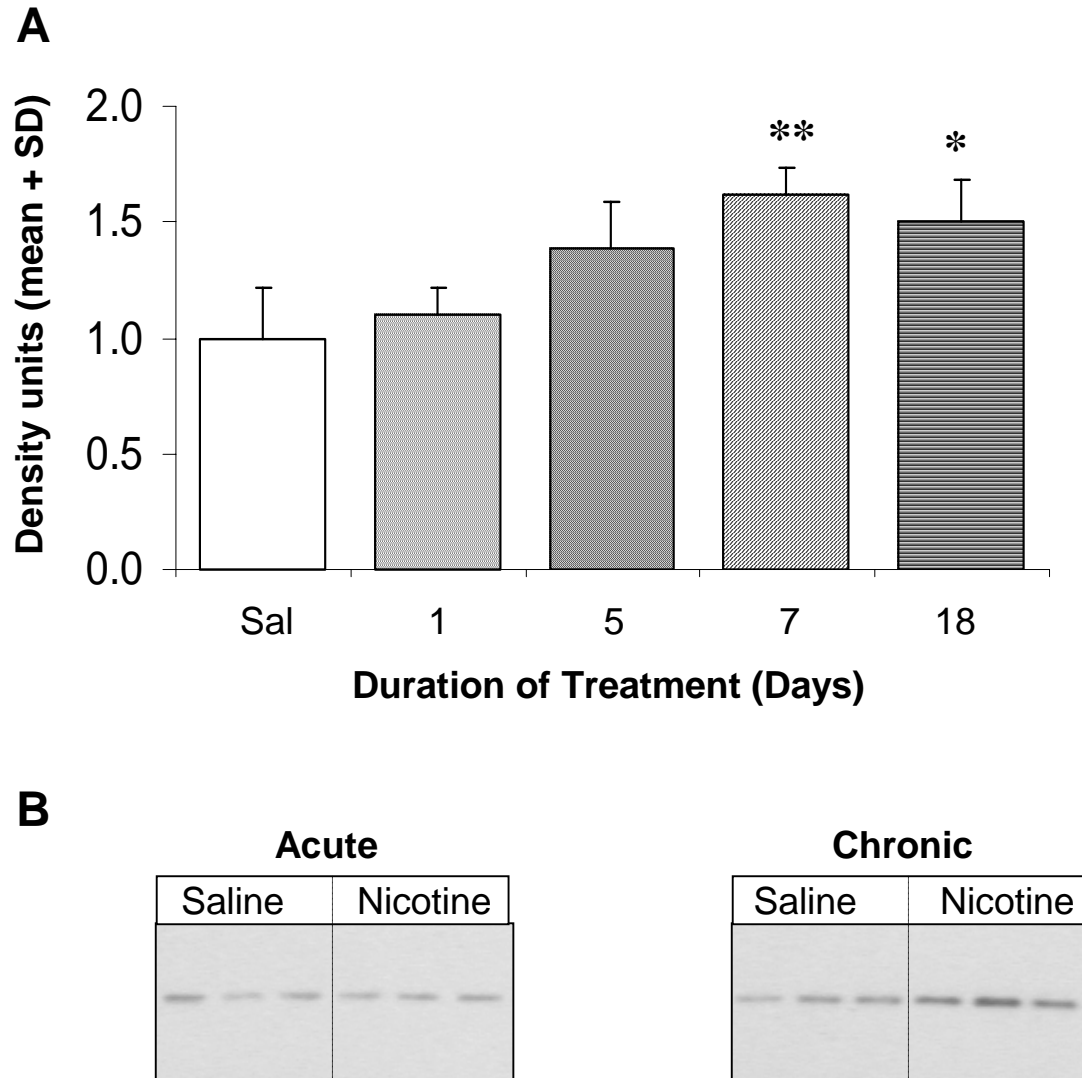 A
Density units (mean + SD)
2.0
1.5
1.0
0.5
0.0
** *
Sal 1 5 7 18
Duration of Treatment (Days)
B
Acute Chronic
Saline Nicotine Saline Nicotine